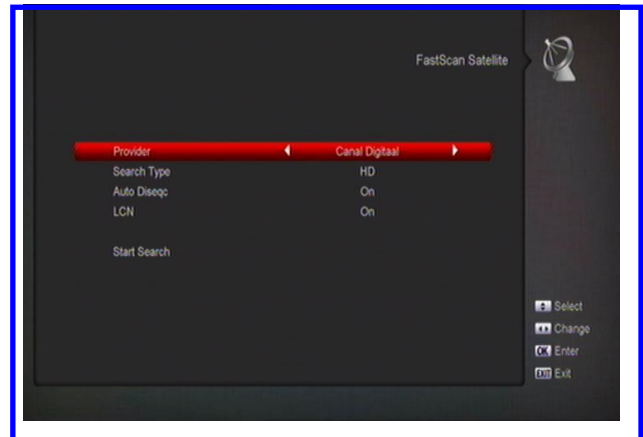 FastScan Satellite
Provider Canal Digitaal
Search Type HD
Auto Diseqc On
LCN On
Start Search
Select
Change
OK Enter
EXIT Exit